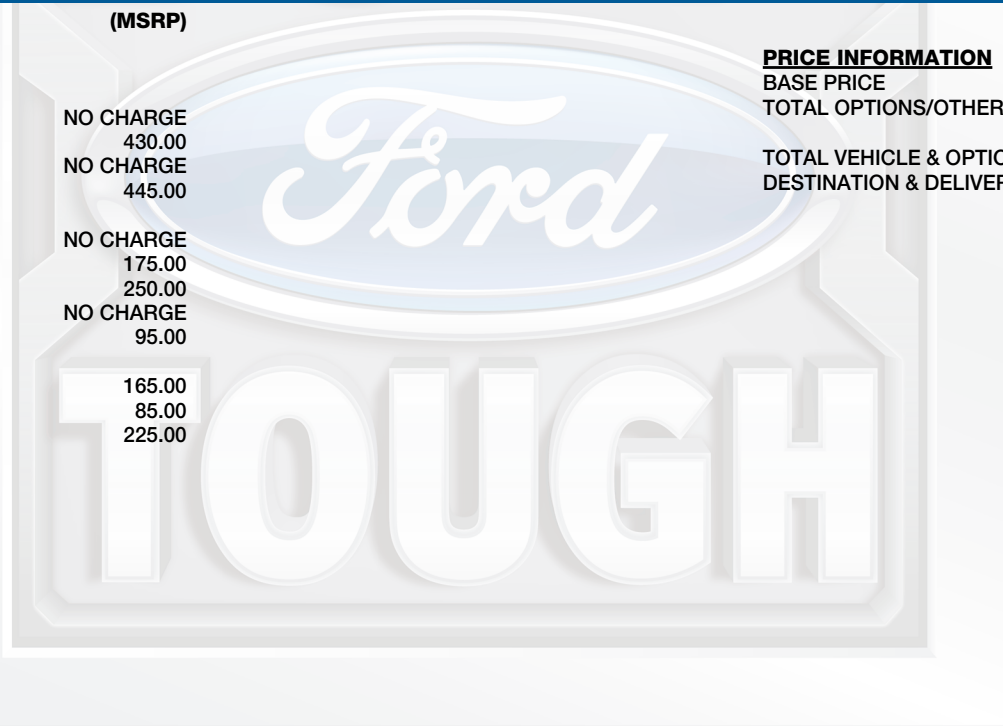 (MSRP)
NO CHARGE
430.00
NO CHARGE
445.00
NO CHARGE
175.00
250.00
NO CHARGE
95.00
165.00
85.00
225.00
PRICE INFORMATION
BASE PRICE
TOTAL OPTIONS/OTHER
TOTAL VEHICLE & OPTIO
DESTINATION & DELIVER
Ford
TOUGH